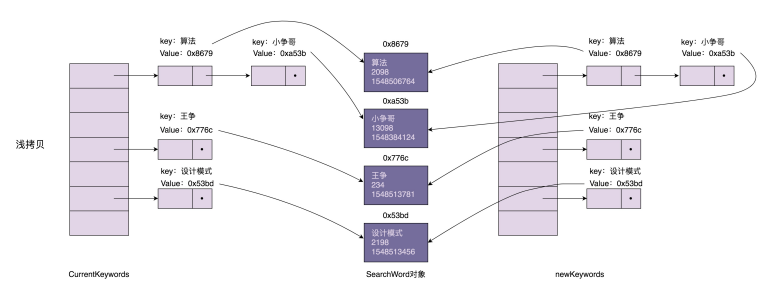 浅拷贝
key：算法
Value：0x8679
key：小争哥
Value：0xa53b
key：王争
Value：0x776c
key：设计模式
Value：0x53bd
CurrentKeywords
0x8679
算法
2098
1548506764
0xa53b
小争哥
13098
1548384124
0x776c
王争
234
1548513781
0x53bd
设计模式
2198
1548513456
SearchWord对象
key：算法
Value：0x8679
key：小争哥
Value：0xa53b
key：王争
Value：0x776c
key：设计模式
Value：0x53bd
newKeywords